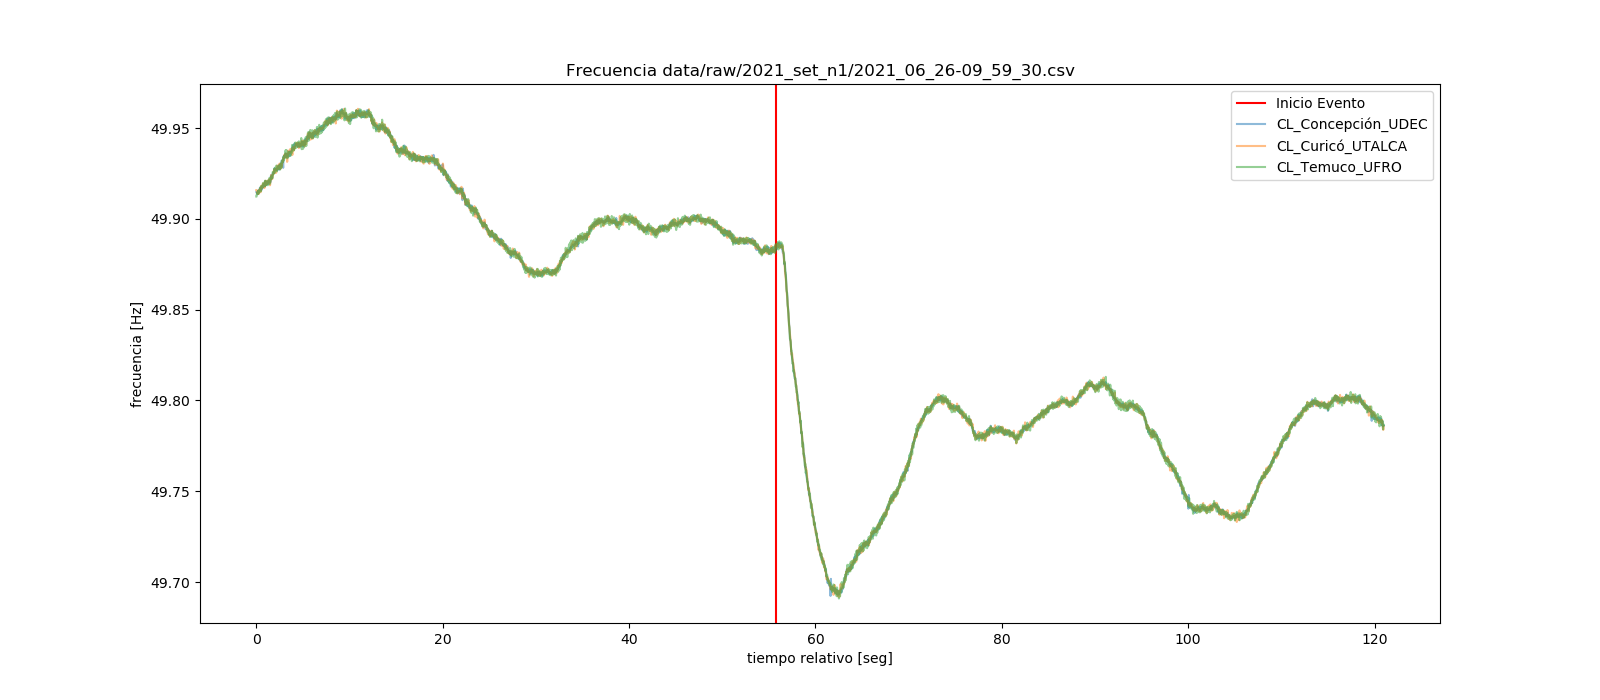 Frecuencia data/raw/2021_set_n1/2021_06_26-09_59_30.csv
Inicio Evento
CL_Concepción_UDEC
CL_Curicó_UTALCA
CL_Temuco_UFRO
frecuencia [Hz]
49.95
49.90
49.85
49.80
49.75
49.70
0 20 40 60 80 100 120
tiempo relativo [seg]